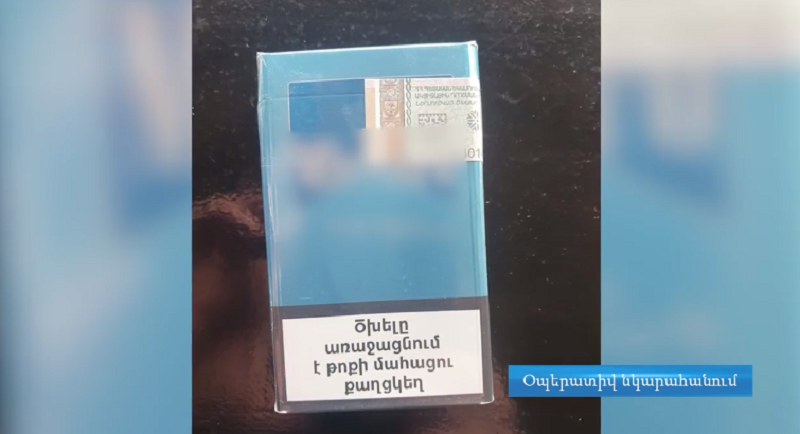 Ծխելը
առաջացնում
է թոքի մահացու
քաղցկեղ
Օպերատիվ նկարահանում